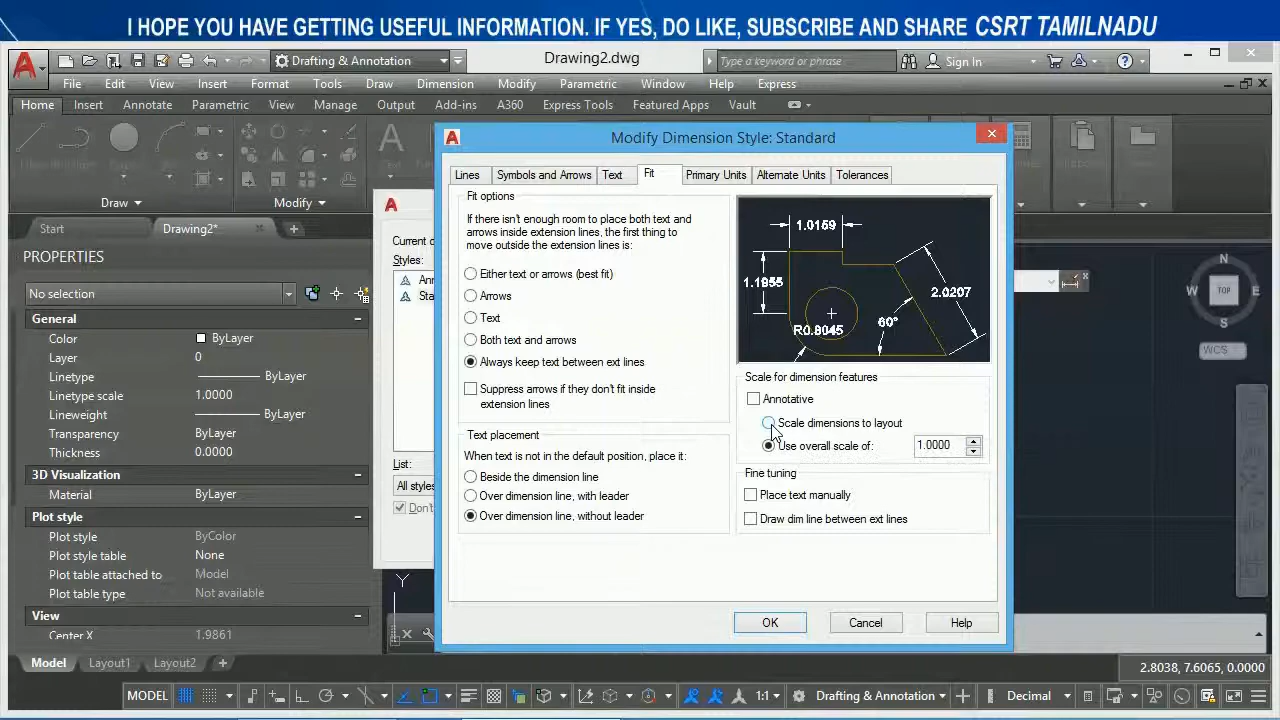 I HOPE YOU HAVE GETTING USEFUL INFORMATION. IF YES, DO LIKE, SUBSCRIBE AND SHARE CSRT TAMILNADU
Drafting & Annotation
Drawing2.dwg
Type a keyword or phrase
Sign In
File Edit View Insert Format Tools Draw Dimension Modify Parametric Window Help Express
Home Insert Annotate Parametric View Manage Output Add-ins A360 Express Tools Featured Apps Vault
Draw
Modify
Start
Drawing2*
PROPERTIES
No selection
General
Color ByLayer
Layer 0
Linetype ByLayer
Linetype scale 1.0000
Lineweight ByLayer
Transparency ByLayer
Thickness 0.0000
3D Visualization
Material ByLayer
Plot style
Plot style ByColor
Plot style table None
Plot table attached to Model
Plot table type Not available
View
Center X 1.9861
Current d
Styles:
Ann
Sta
List:
All styles
Don't
Modify Dimension Style: Standard
Lines Symbols and Arrows Text Fit Primary Units Alternate Units Tolerances
Fit options
If there isn't enough room to place both text and
arrows inside extension lines, the first thing to
move outside the extension lines is:
Either text or arrows (best fit)
Arrows
Text
Both text and arrows
Always keep text between ext lines
Suppress arrows if they don't fit inside
extension lines
Text placement
When text is not in the default position, place it:
Beside the dimension line
Over dimension line, with leader
Over dimension line, without leader
1.0159
1.1955
2.0207
60°
R0.8045
Scale for dimension features
Annotative
Scale dimensions to layout
Use overall scale of: 1.0000
Fine tuning
Place text manually
Draw dim line between ext lines
OK Cancel Help
N
W TOP E
S
WCS
Y
Model Layout1 Layout2
2.8038, 7.6065, 0.0000
MODEL
1:1
Drafting & Annotation
Decimal